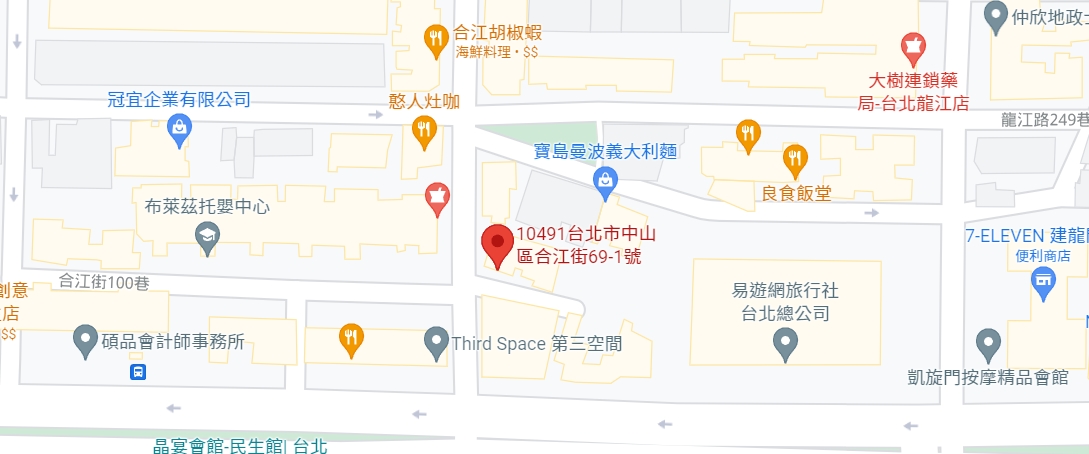 仲欣地政士
合江胡椒蝦
海鮮料理・$$
大樹連鎖藥
局-台北龍江店
冠宜企業有限公司
憨人灶咖
龍江路249巷
寶島曼波義大利麵
良食飯堂
布萊茲托嬰中心
10491台北市中山
區合江街69-1號
7-ELEVEN 建龍
便利商店
合江街100巷
創意
店
$$
易遊網旅行社
台北總公司
碩品會計師事務所
Third Space 第三空間
凱旋門按摩精品會館
晶宴會館-民生館| 台北